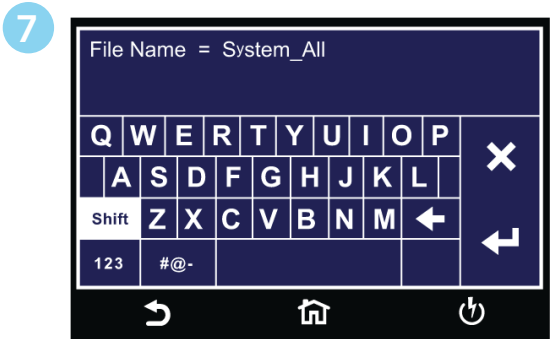 7
File Name = System_All
Q W E R T Y U I O P
A S D F G H J K L
Shift Z X C V B N M
123 #@-